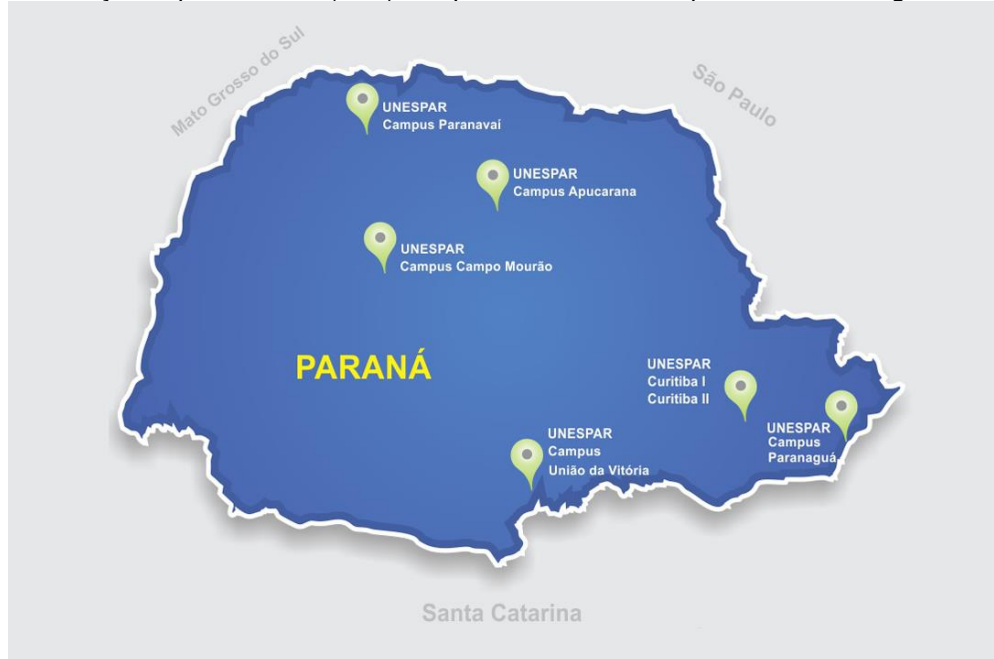 Mato Grosso do Sul
São Paulo
UNESPAR
Campus Paranavaí
UNESPAR
Campus Apucarana
UNESPAR
Campus Campo Mourão
PARANÁ
UNESPAR
Curitiba I
Curitiba II
UNESPAR
Campus
Paranaguá
UNESPAR
Campus
União da Vitória
Santa Catarina